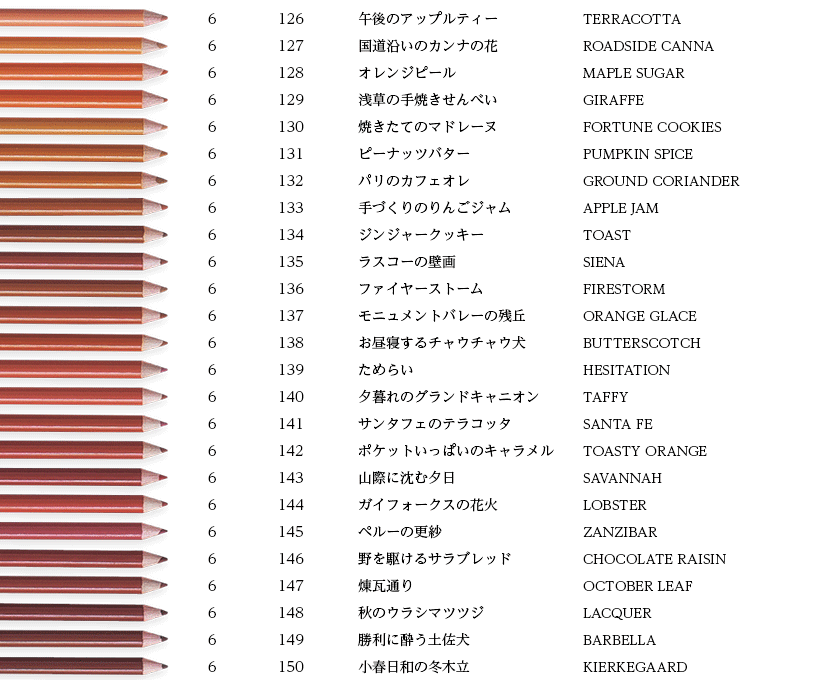 6 126 午後のアップルティー TERRACOTTA
6 127 国道沿いのカンナの花 ROADSIDE CANNA
6 128 オレンジピール MAPLE SUGAR
6 129 浅草の手焼きせんべい GIRAFFE
6 130 焼きたてのマドレーヌ FORTUNE COOKIES
6 131 ピーナッツバター PUMPKIN SPICE
6 132 パリのカフェオレ GROUND CORIANDER
6 133 手づくりのりんごジャム APPLE JAM
6 134 ジンジャークッキー TOAST
6 135 ラスコーの壁画 SIENA
6 136 ファイヤーストーム FIRESTORM
6 137 モニュメントバレーの残丘 ORANGE GLACE
6 138 お昼寝するチャウチャウ犬 BUTTERSCOTCH
6 139 ためらい HESITATION
6 140 夕暮れのグランドキャニオン TAFFY
6 141 サンタフェのテラコッタ SANTA FE
6 142 ポケットいっぱいのキャラメル TOASTY ORANGE
6 143 山際に沈む夕日 SAVANNAH
6 144 ガイフォークスの花火 LOBSTER
6 145 ペルーの更紗 ZANZIBAR
6 146 野を駆けるサラブレッド CHOCOLATE RAISIN
6 147 煉瓦通り OCTOBER LEAF
6 148 秋のウラシマツツジ LACQUER
6 149 勝利に酔う土佐犬 BARBELLA
6 150 小春日和の冬木立 KIERKEGAARD